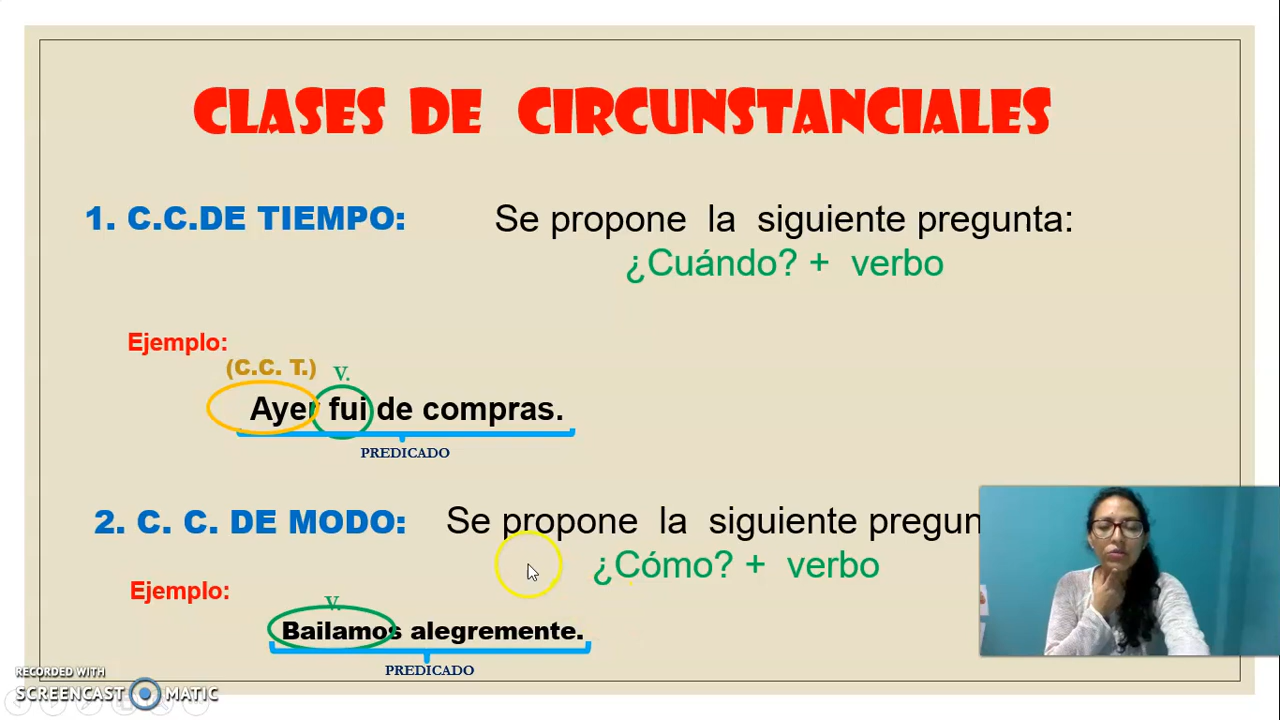 CLASES DE CIRCUNSTANCIALES
1. C.C.DE TIEMPO:
Se propone la siguiente pregunta:
¿Cuándo? + verbo
Ejemplo:
(C.C. T.)
V.
Ayer fui de compras.
PREDICADO
2. C. C. DE MODO:
Se propone la siguiente pregun
¿Cómo? + verbo
Ejemplo:
V.
Bailamos alegremente.
PREDICADO
RECORDED WITH
SCREENCAST MATIC